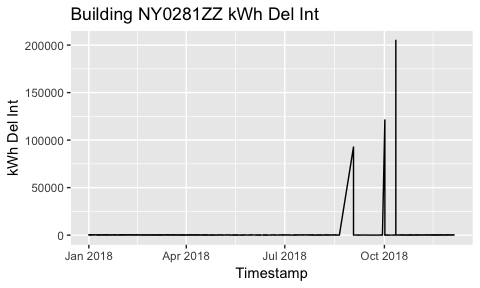 Building NY0281ZZ kWh Del Int
200000
150000
100000
50000
0
kWh Del Int
Jan 2018 Apr 2018 Jul 2018 Oct 2018
Timestamp